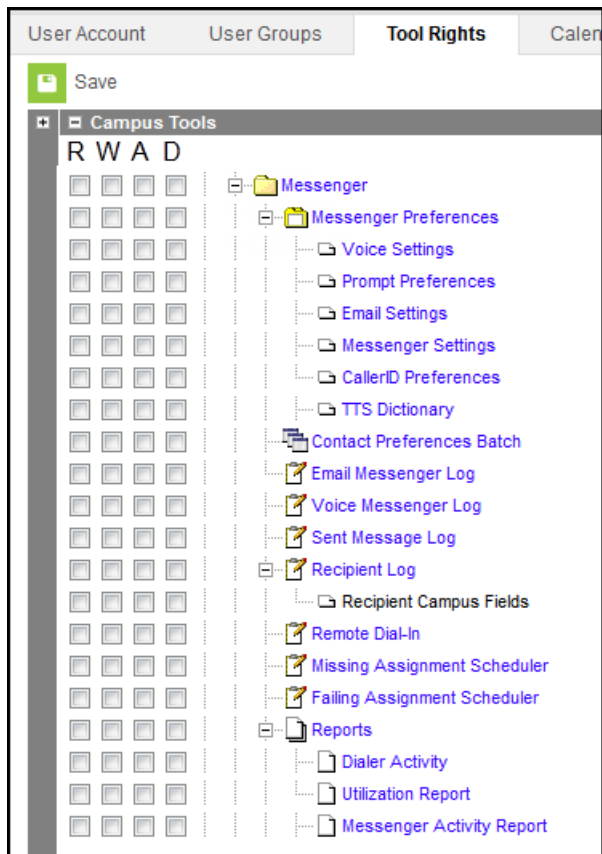 User Account User Groups Tool Rights Calen
Save
Campus Tools
R W A D
Messenger
Messenger Preferences
Voice Settings
Prompt Preferences
Email Settings
Messenger Settings
CallerID Preferences
TTS Dictionary
Contact Preferences Batch
Email Messenger Log
Voice Messenger Log
Sent Message Log
Recipient Log
Recipient Campus Fields
Remote Dial-In
Missing Assignment Scheduler
Failing Assignment Scheduler
Reports
Dialer Activity
Utilization Report
Messenger Activity Report